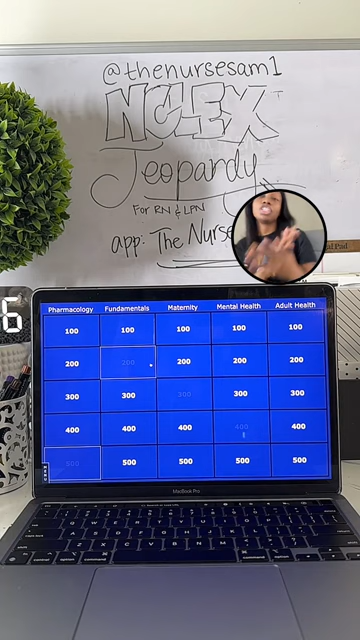 @thenursesam1
NCLEX
Jeopardy
For RN & LPN
app: The Nurse
Pad
6
Pharmacology Fundamentals Maternity Mental Health Adult Health
100 100 100 100 100
200 200 200 200 200
300 300 300 300 300
400 400 400 400 400
500 500 500 500 500
MacBook Pro